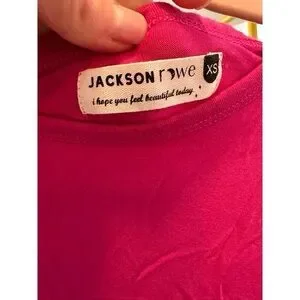 JACKSON rowe
i hope you feel beautiful today.
XS